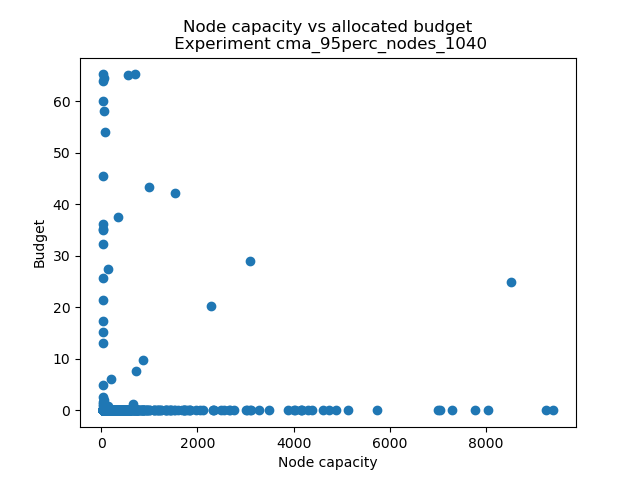 Node capacity vs allocated budget
Experiment cma_95perc_nodes_1040
60
50
40
30
20
10
0
Budget
0 2000 4000 6000 8000
Node capacity